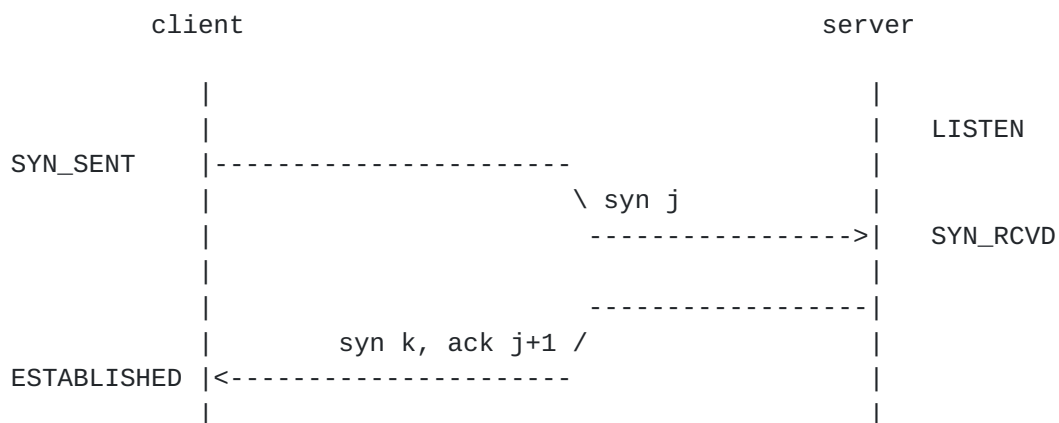 client server
LISTEN
SYN_SENT
syn j
SYN_RCVD
syn k, ack j+1
ESTABLISHED